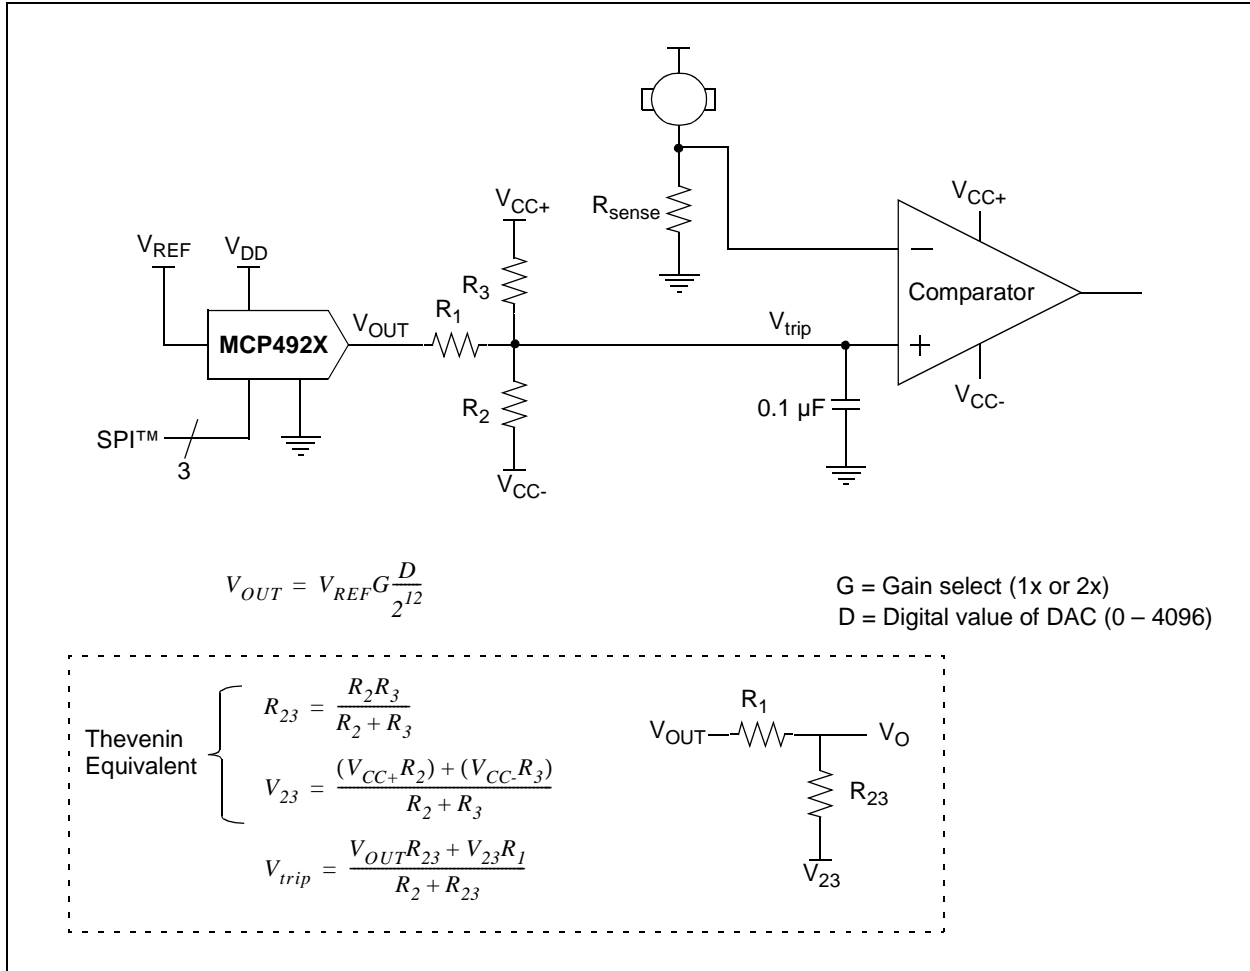 V_CC+
R_sense
V_CC+
V_REF V_DD
R_3
Comparator
R_1
V_OUT
V_trip
MCP492X
R_2
0.1 µF
V_CC-
SPI™
3
V_CC-
V_OUT = V_REF G D/2^12
G = Gain select (1x or 2x)
D = Digital value of DAC (0 – 4096)
Thevenin
Equivalent
R_23 = R_2R_3 / R_2 + R_3
V_23 = (V_CC+R_2) + (V_CC-R_3) / R_2 + R_3
V_trip = V_OUTR_23 + V_23R_1 / R_2 + R_23
R_1
V_OUT V_O
R_23
V_23